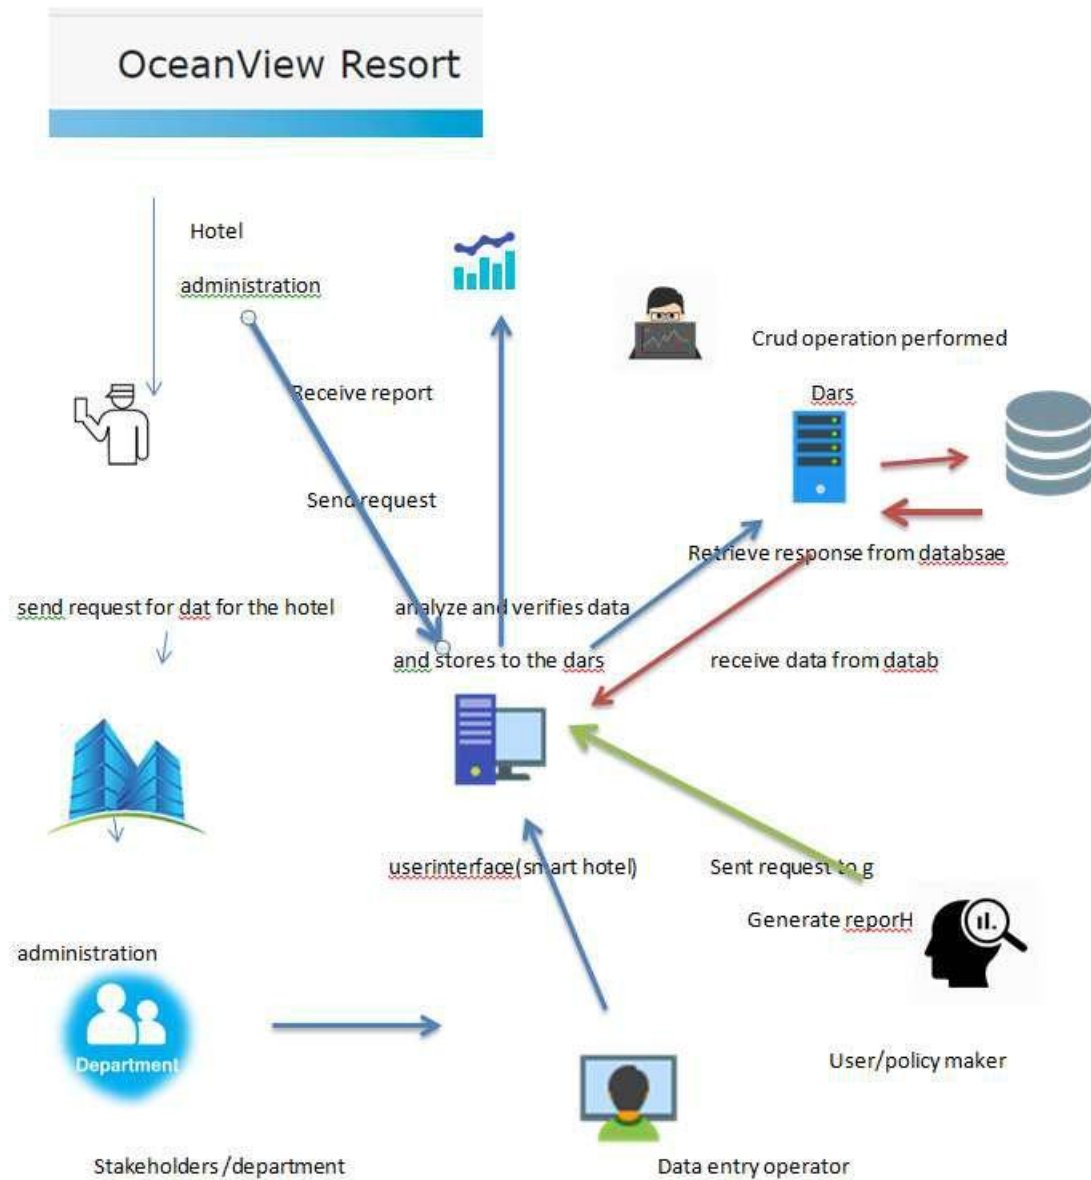 OceanView Resort
Hotel
administration
Receive report
Crud operation performed
Dars
Send request
Retrieve response from databsae
send request for dat for the hotel
analyze and verifies data
and stores to the dars
receive data from datab
userinterface(smart hotel)
Sent request to g
Generate reporH
administration
Department
User/policy maker
Stakeholders/department
Data entry operator